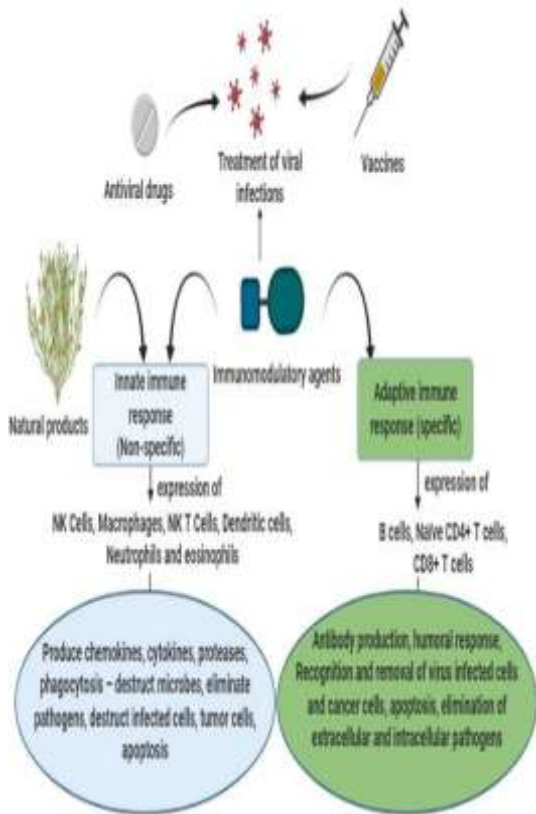 Antiviral drugs
Treatment of viral
infections
Vaccines
Natural products
Immunomodulatory agents
Innate immune
response
(Non-specific)
Adaptive immune
response (specific)
expression of
NK Cells, Macrophages, NK T Cells, Dendritic cells,
Neutrophils and eosinophils
expression of
B cells, Naïve CD4+ T cells,
CD8+ T cells
Produce chemokines, cytokines, proteases,
phagocytosis – destruct microbes, eliminate
pathogens, destruct infected cells, tumor cells,
apoptosis
Antibody production, humoral response,
Recognition and removal of virus infected cells
and cancer cells, apoptosis, elimination of
extracellular and intracellular pathogens